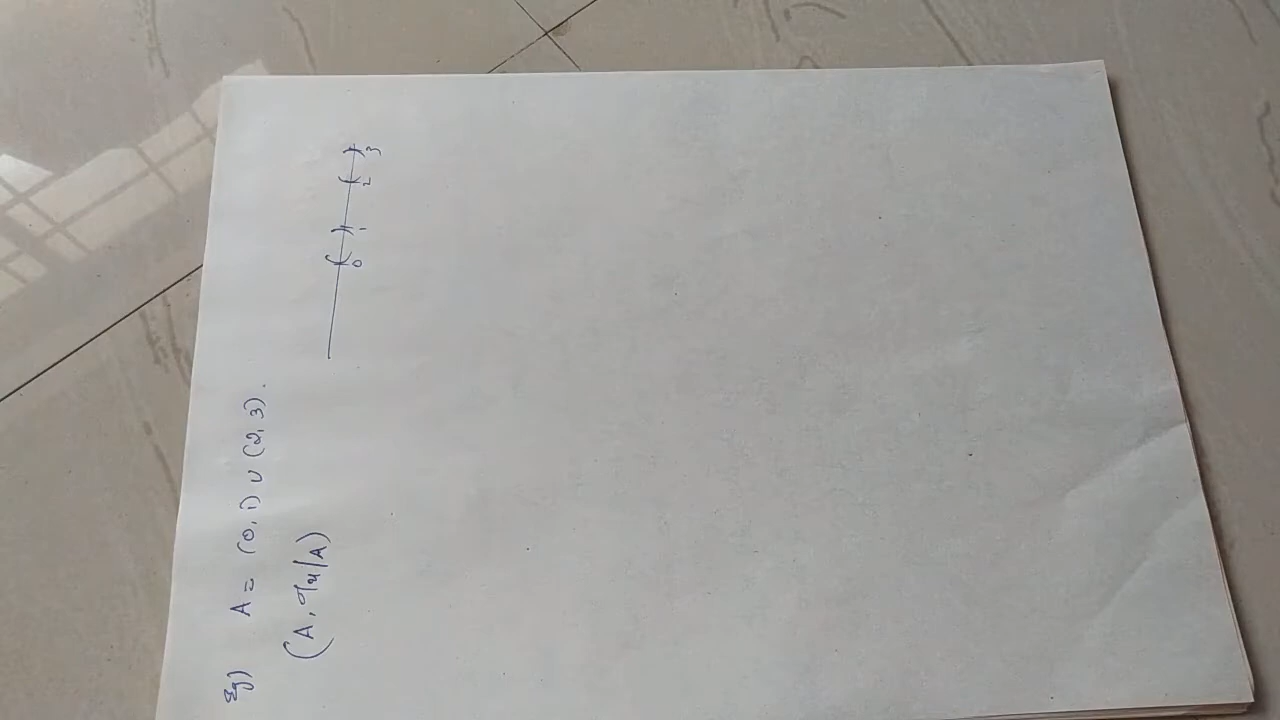 Eg) A = (0, 1) ∪ (2, 3).
(A, τu/A)
0 1 2 3